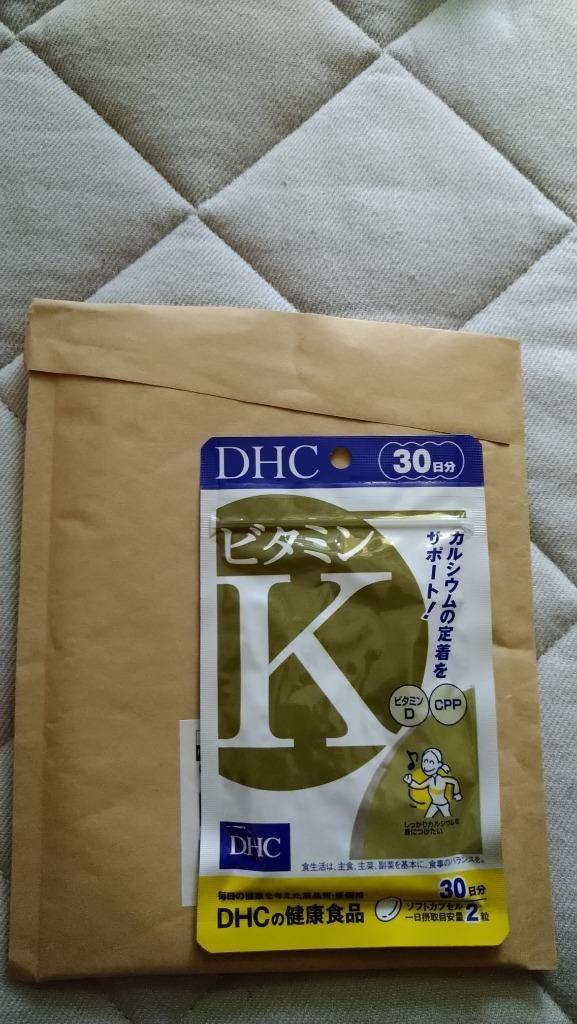 DHC
30日分
ビタミン
K
カルシウムの定着を
サポート!
ビタミン
D
CPP
しっかりカルシウムを
身につけたい
DHC
食生活は、主食、主菜、副菜を基本に、食事のバランスを。
毎日の健康を考えた高品質・低価格
DHCの健康食品
30日分
ソフトカプセル
一日摂取目安量2粒